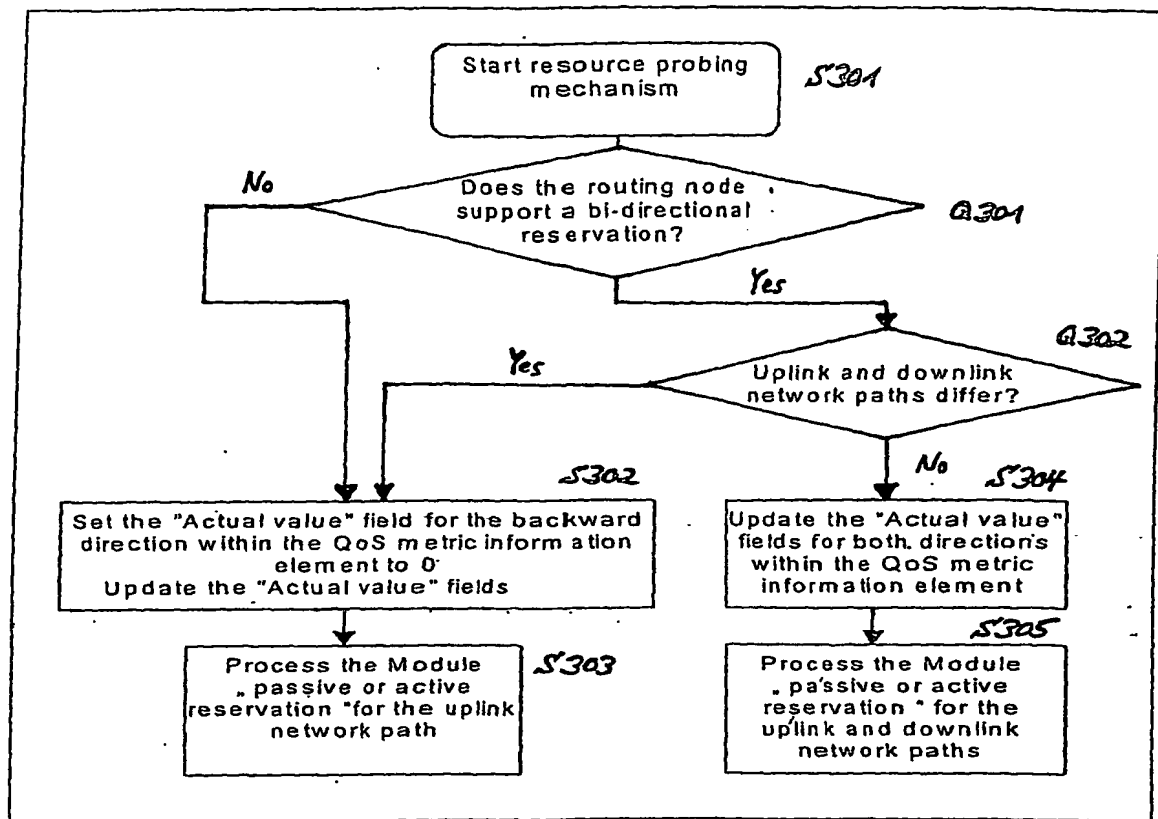 Start resource probing
mechanism
S301
No
Does the routing node
support a bi-directional
reservation?
Q301
Yes
Q302
Yes
Uplink and downlink
network paths differ?
No
S302
S304
Set the "Actual value" field for the backward
direction within the QoS metric information
element to 0
Update the "Actual value" fields
Update the "Actual value"
fields for both directions
within the QoS metric
information element
S303
S305
Process the Module
„ passive or active
reservation "for the uplink
network path
Process the Module
„ passive or active
reservation " for the
uplink and downlink
network paths